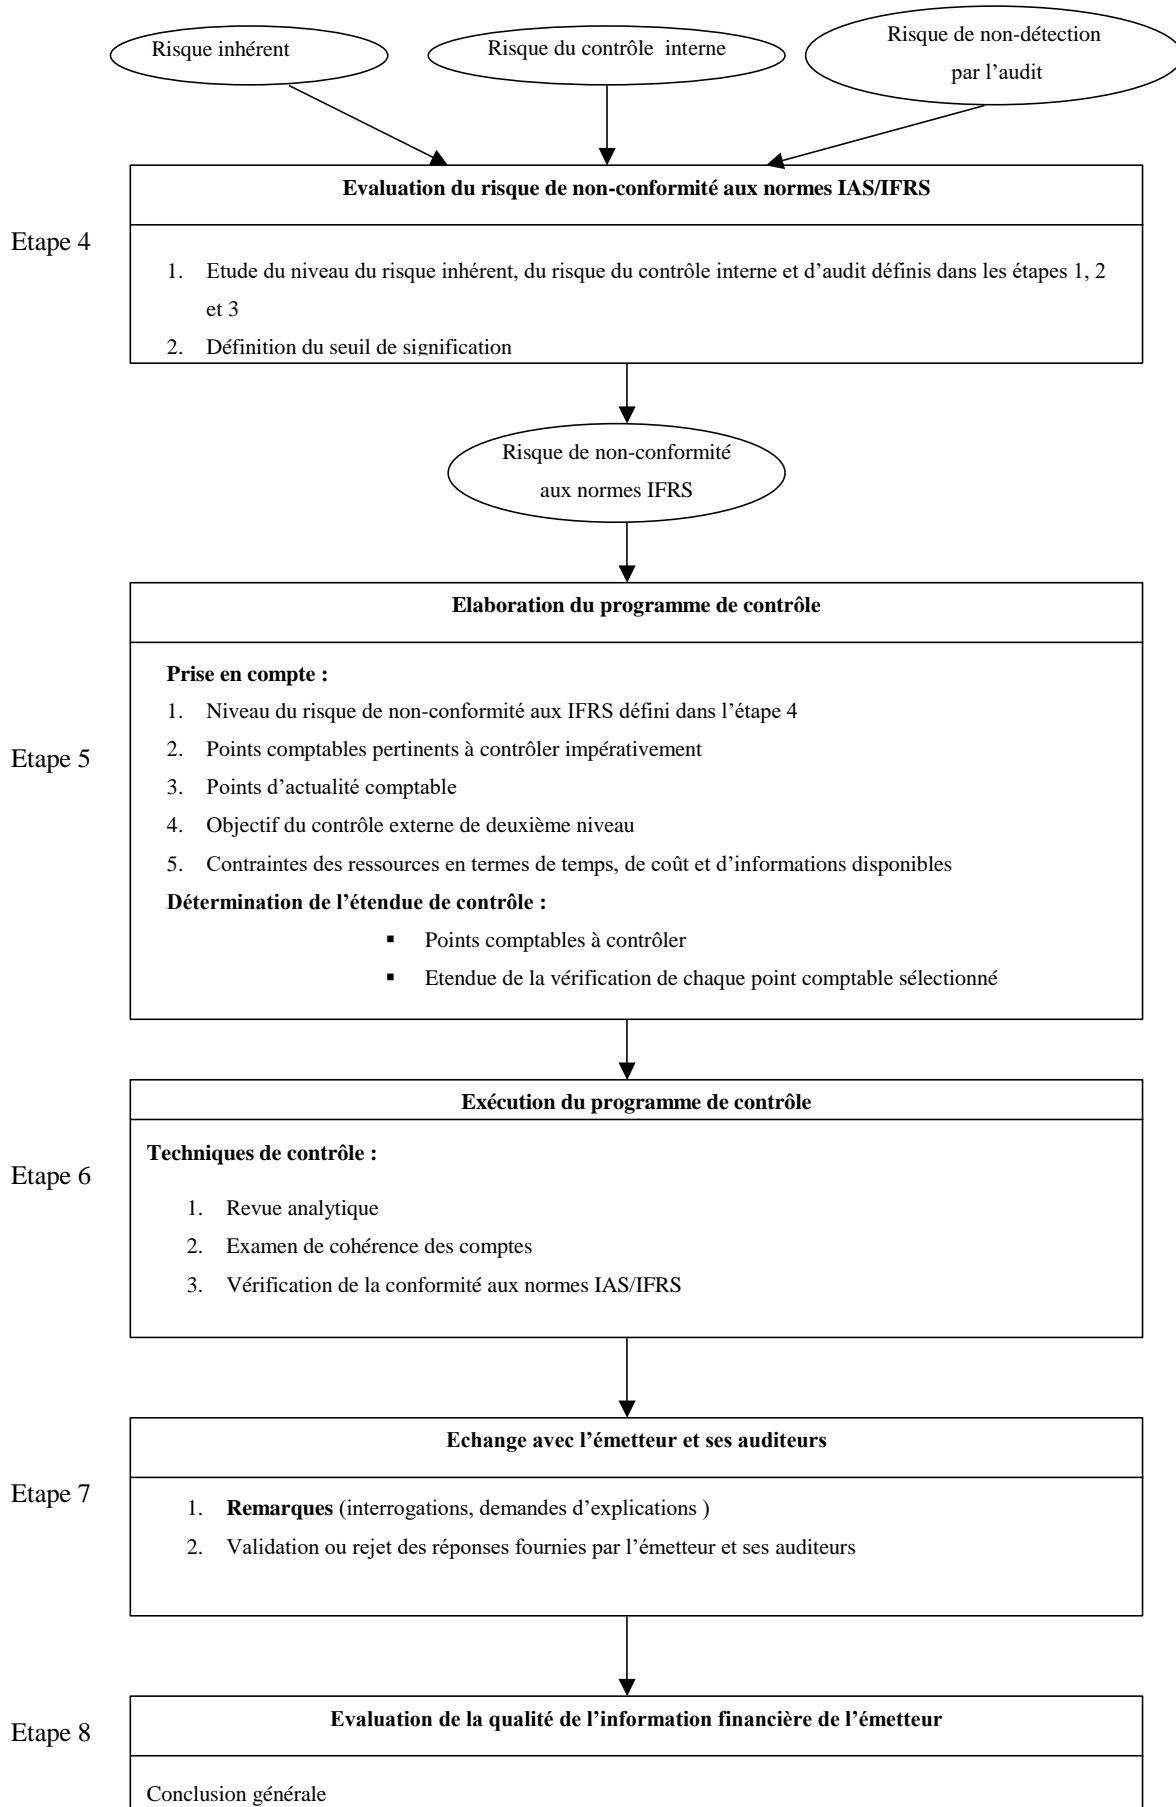 Risque inhérent
Risque du contrôle interne
Risque de non-détection
par l’audit
Evaluation du risque de non-conformité aux normes IAS/IFRS
Etape 4
1. Etude du niveau du risque inhérent, du risque du contrôle interne et d’audit définis dans les étapes 1, 2
et 3
2. Définition du seuil de signification
Risque de non-conformité
aux normes IFRS
Elaboration du programme de contrôle
Etape 5
Prise en compte :
1. Niveau du risque de non-conformité aux IFRS défini dans l’étape 4
2. Points comptables pertinents à contrôler impérativement
3. Points d’actualité comptable
4. Objectif du contrôle externe de deuxième niveau
5. Contraintes des ressources en termes de temps, de coût et d’informations disponibles
Détermination de l’étendue de contrôle :
▪ Points comptables à contrôler
▪ Etendue de la vérification de chaque point comptable sélectionné
Exécution du programme de contrôle
Etape 6
Techniques de contrôle :
1. Revue analytique
2. Examen de cohérence des comptes
3. Vérification de la conformité aux normes IAS/IFRS
Echange avec l’émetteur et ses auditeurs
Etape 7
1. Remarques (interrogations, demandes d’explications )
2. Validation ou rejet des réponses fournies par l’émetteur et ses auditeurs
Evaluation de la qualité de l’information financière de l’émetteur
Etape 8
Conclusion générale